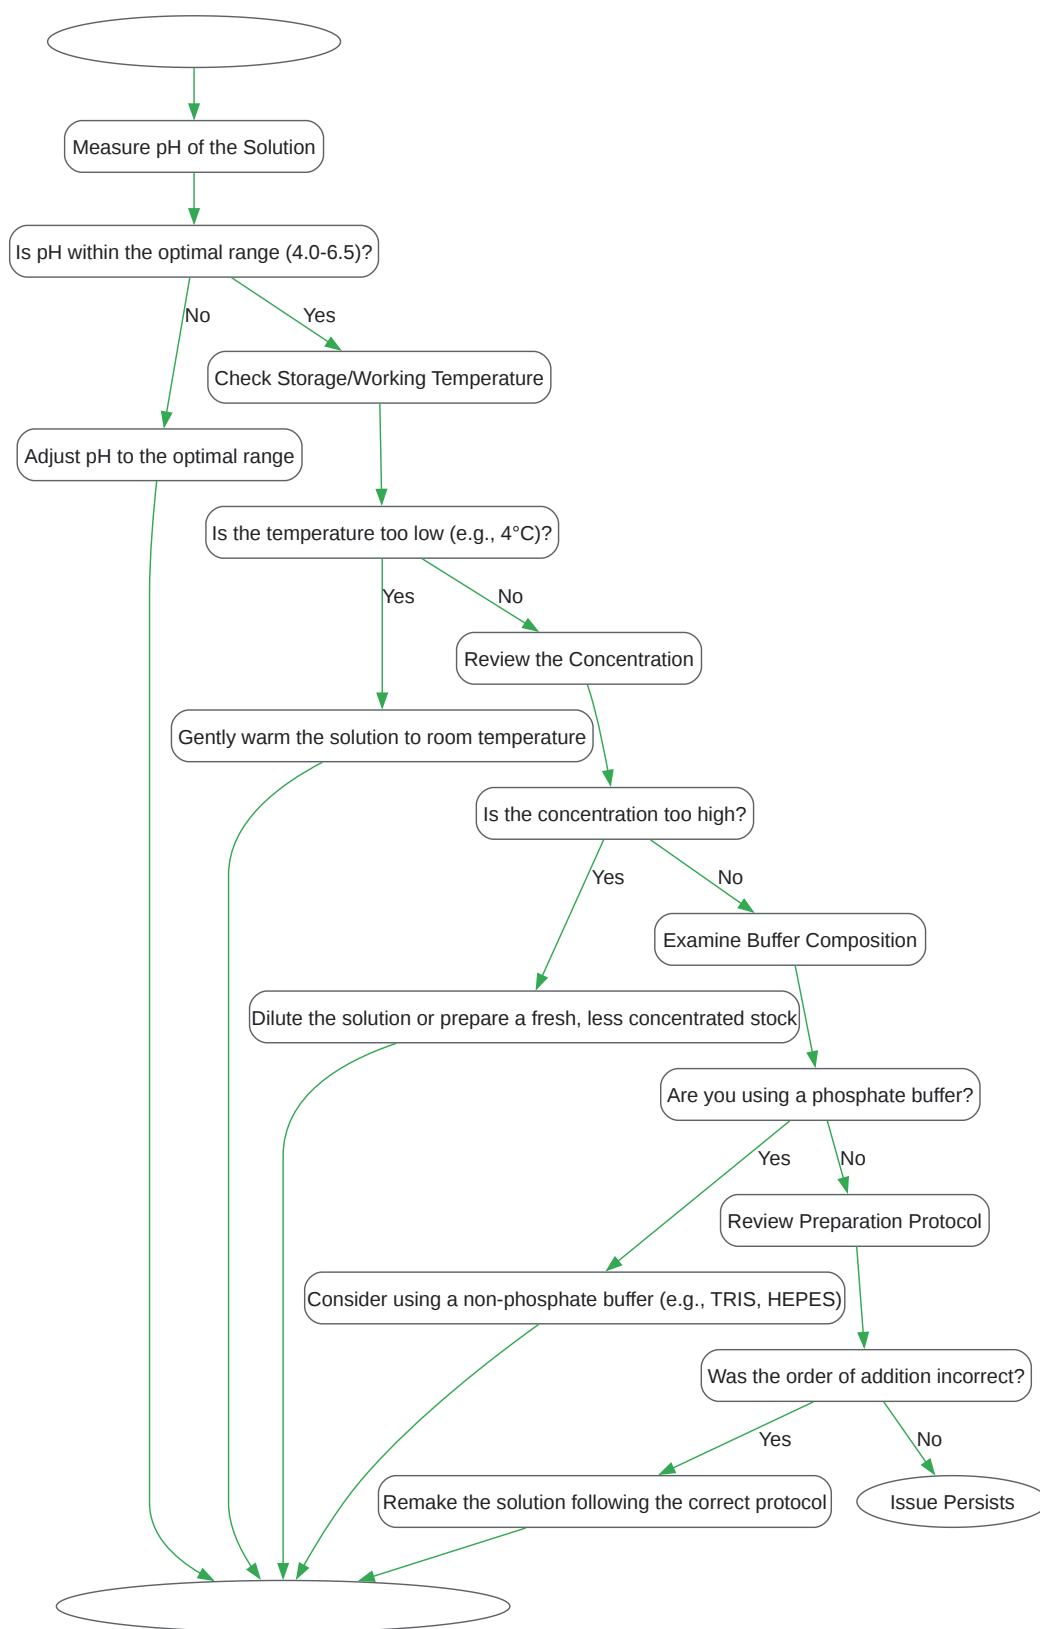 Measure pH of the Solution
Is pH within the optimal range (4.0-6.5)?
No
Yes
Check Storage/Working Temperature
Adjust pH to the optimal range
Is the temperature too low (e.g., 4°C)?
Yes
No
Review the Concentration
Gently warm the solution to room temperature
Is the concentration too high?
Yes
No
Examine Buffer Composition
Dilute the solution or prepare a fresh, less concentrated stock
Are you using a phosphate buffer?
Yes
No
Review Preparation Protocol
Consider using a non-phosphate buffer (e.g., TRIS, HEPES)
Was the order of addition incorrect?
Yes
No
Remake the solution following the correct protocol
Issue Persists